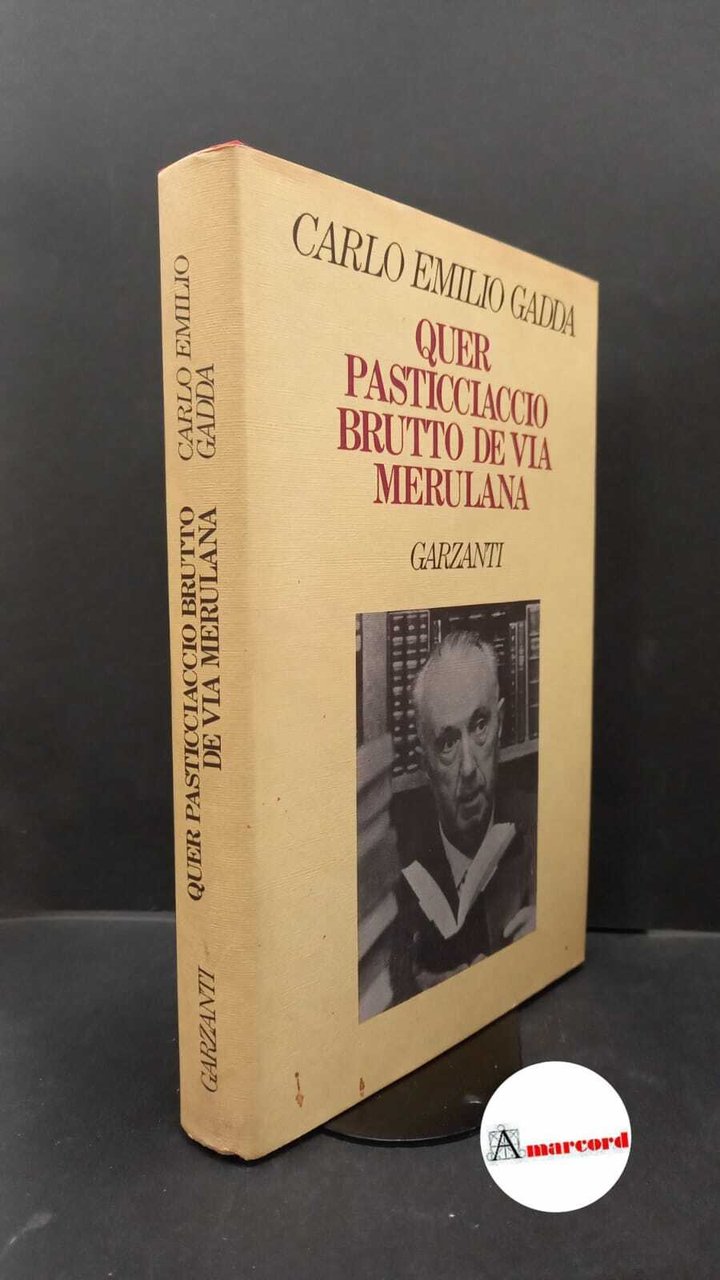 CARLO EMILIO GADDA
QUER
PASTICCIACCIO
BRUTTO DE VIA
MERULANA
GARZANTI
CARLO EMILIO
GADDA
QUER PASTICCIACCIO BRUTTO
DE VIA MERULANA
GARZANTI
Amarcord